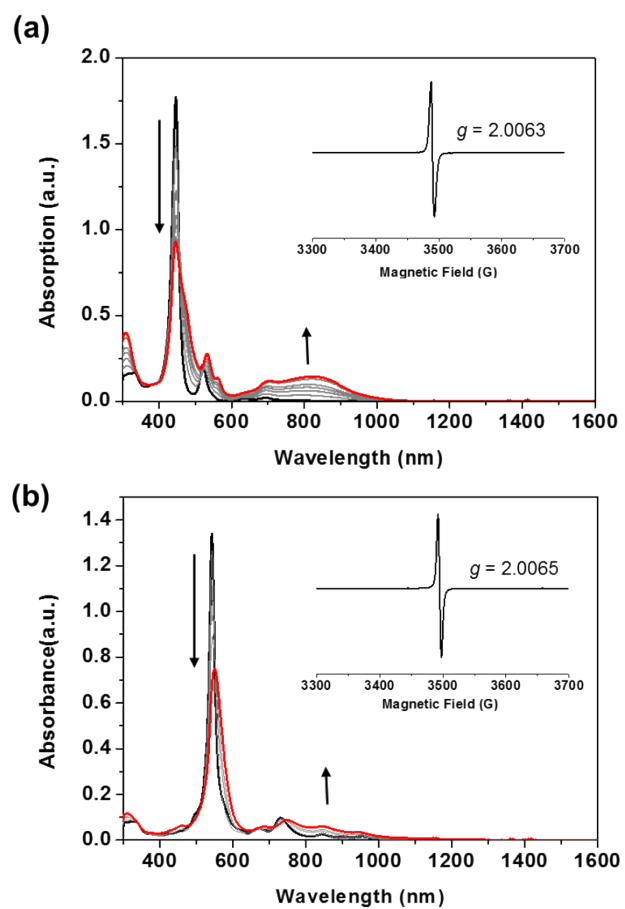 (a)
2.0
1.5
1.0
0.5
0.0
Absorption (a.u.)
g = 2.0063
3300 3400 3500 3600 3700
Magnetic Field (G)
400 600 800 1000 1200 1400 1600
Wavelength (nm)
(b)
1.4
1.2
1.0
0.8
0.6
0.4
0.2
0.0
Absorbance(a.u.)
g = 2.0065
3300 3400 3500 3600 3700
Magnetic Field (G)
400 600 800 1000 1200 1400 1600
Wavelength (nm)